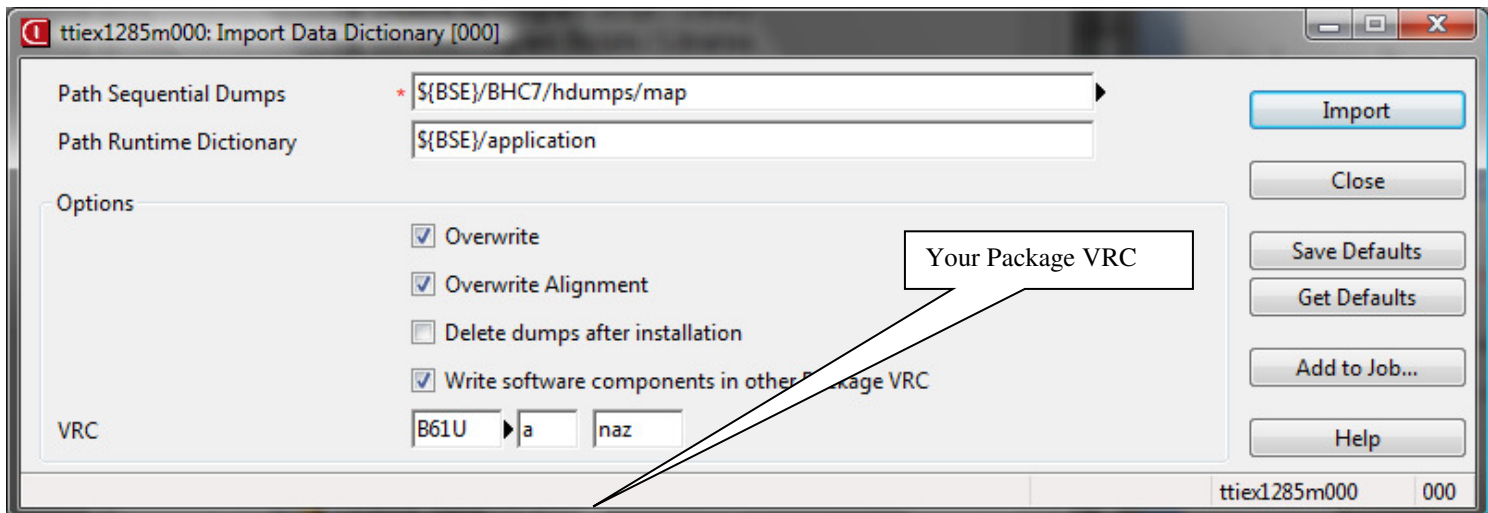 ttiex1285m000: Import Data Dictionary [000]
Path Sequential Dumps * ${BSE}/BHC7/hdumps/map
Import
Path Runtime Dictionary ${BSE}/application
Close
Options
Overwrite
Your Package VRC
Save Defaults
Overwrite Alignment
Get Defaults
Delete dumps after installation
Add to Job...
Write software components in other Package VRC
VRC B61U a naz
Help
ttiex1285m000 000